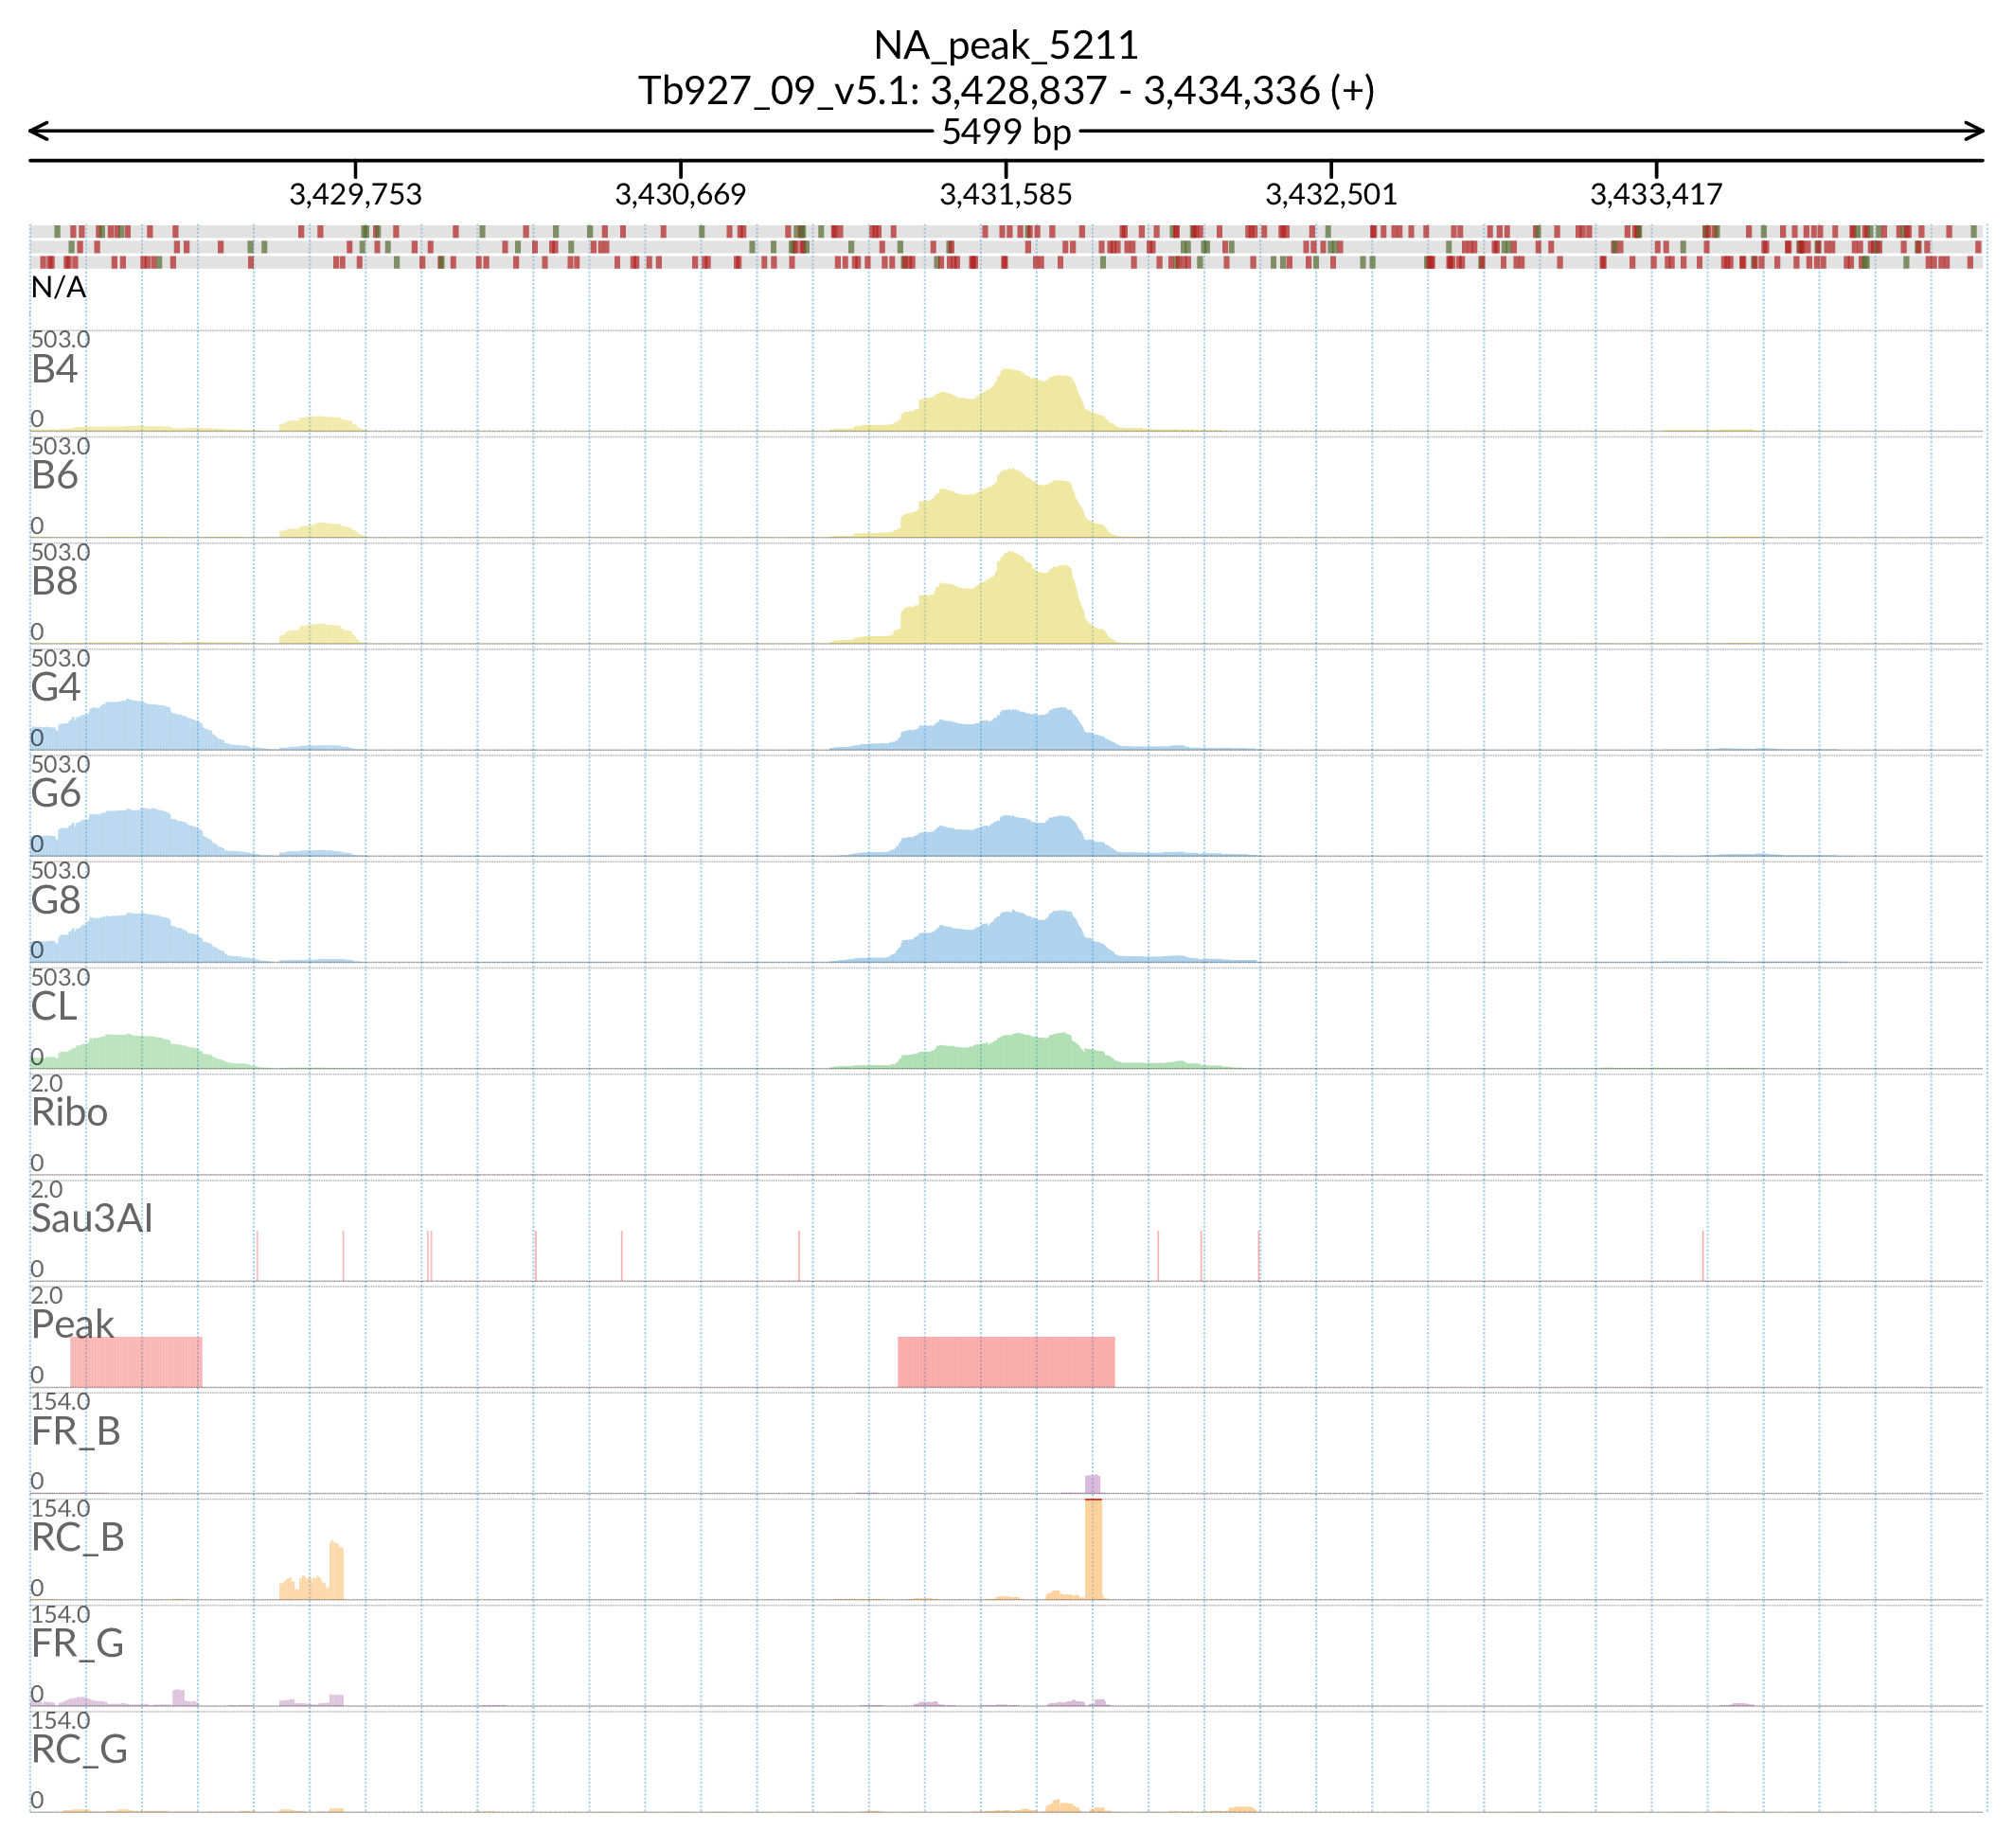 NA_peak_5211
Tb927_09_v5.1: 3,428,837 - 3,434,336 (+)
5499 bp
3,429,753 3,430,669 3,431,585 3,432,501 3,433,417
N/A
503.0
B4
0
503.0
B6
0
503.0
B8
0
503.0
G4
0
503.0
G6
0
503.0
G8
0
503.0
CL
0
2.0
Ribo
0
2.0
Sau3AI
0
2.0
Peak
0
154.0
FR_B
0
154.0
RC_B
0
154.0
FR_G
0
154.0
RC_G
0